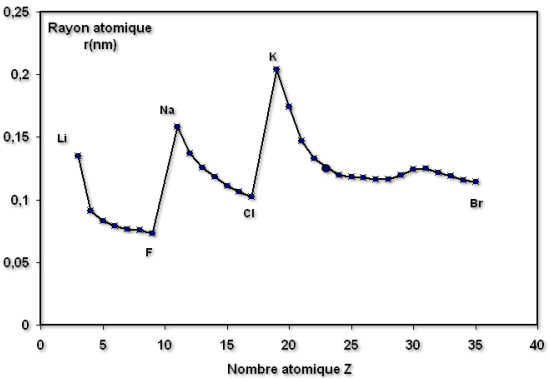 0,25
Rayon atomique
r(nm)
K
0,2
Na
Li
0,15
0,1
Cl
Br
F
0,05
0
0 5 10 15 20 25 30 35 40
Nombre atomique Z